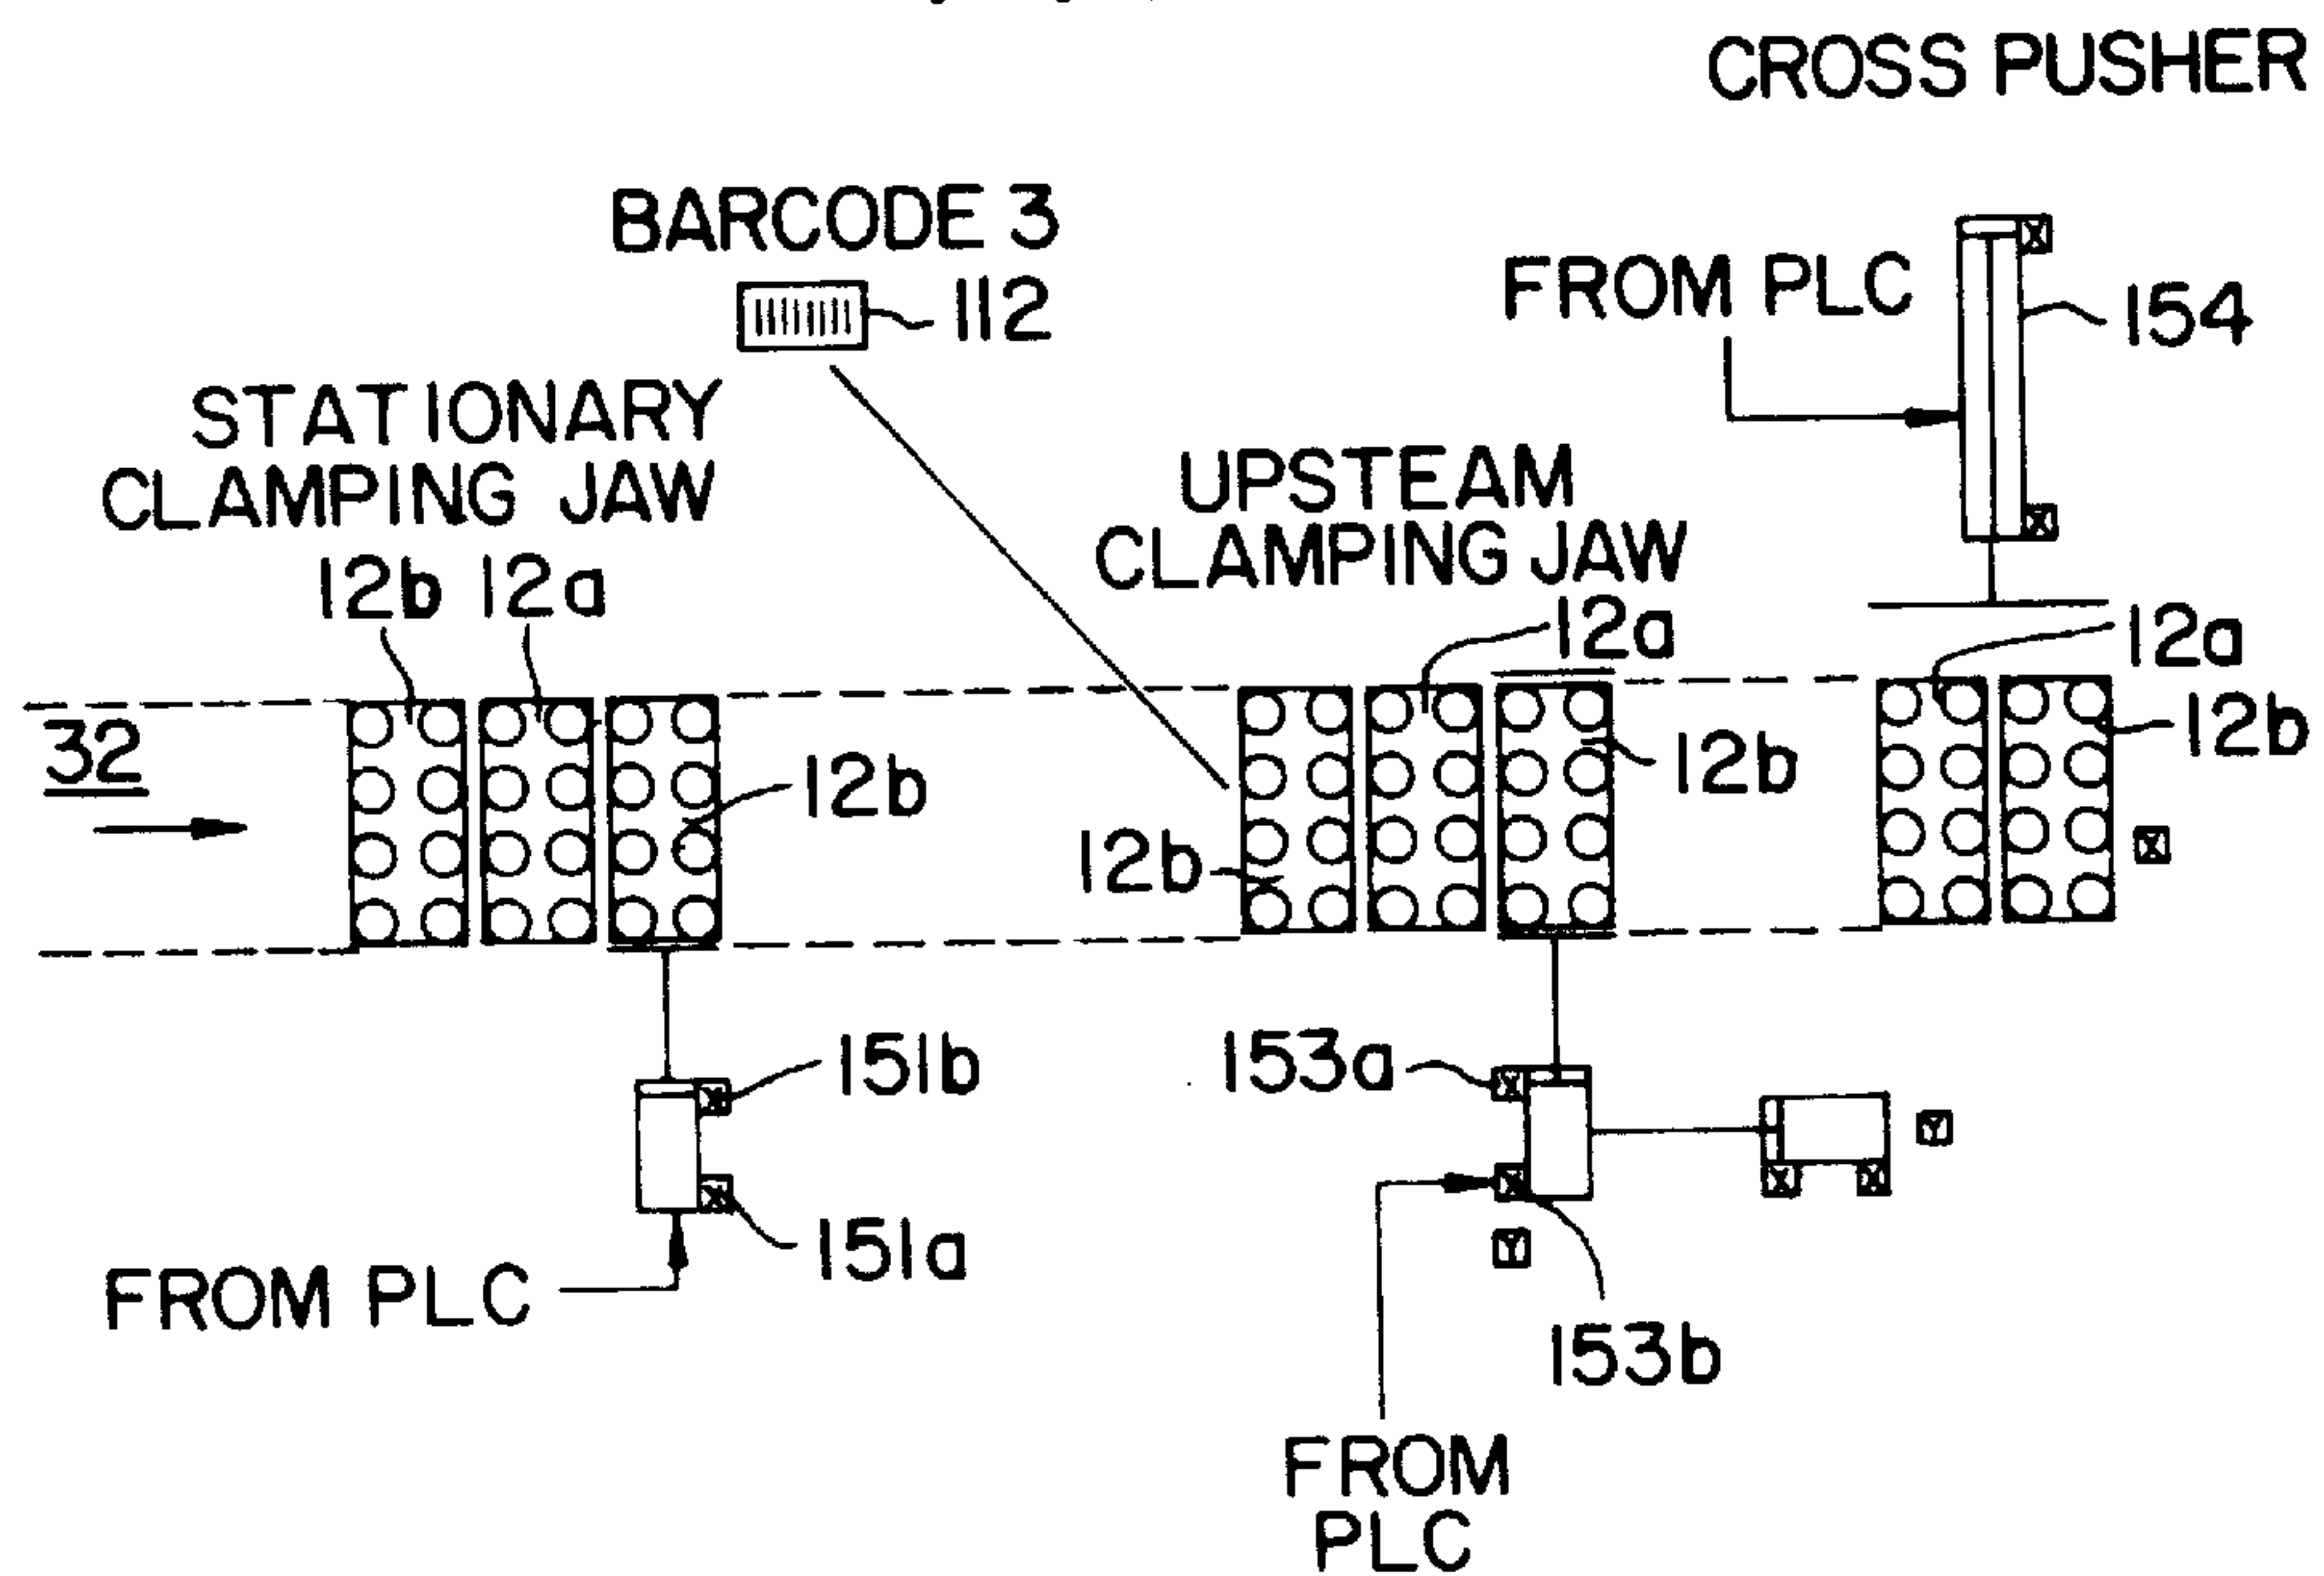 CROSS PUSHER
BARCODE 3
112
FROM PLC
154
STATIONARY
CLAMPING JAW
UPSTEAM
CLAMPING JAW
12b 12a
12a
12a
32
12b
12b
12b
12b
151b
153a
151a
FROM PLC
153b
FROM
PLC